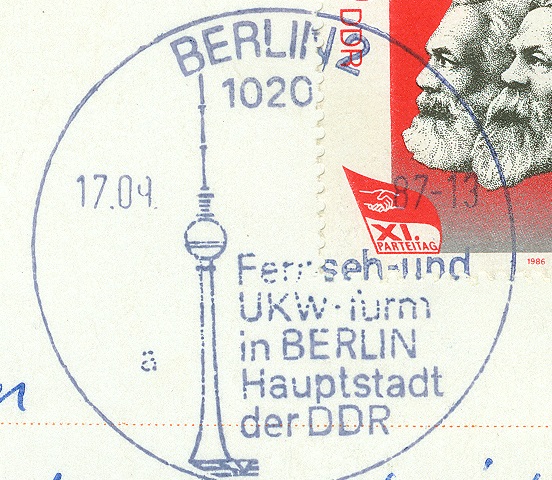 BERLIN 2
1020
DDR
17.04. 87-13
XI.
PARTEITAG
1986
Fernseh-und
UKW-Turm
in BERLIN
Hauptstadt
der DDR
a